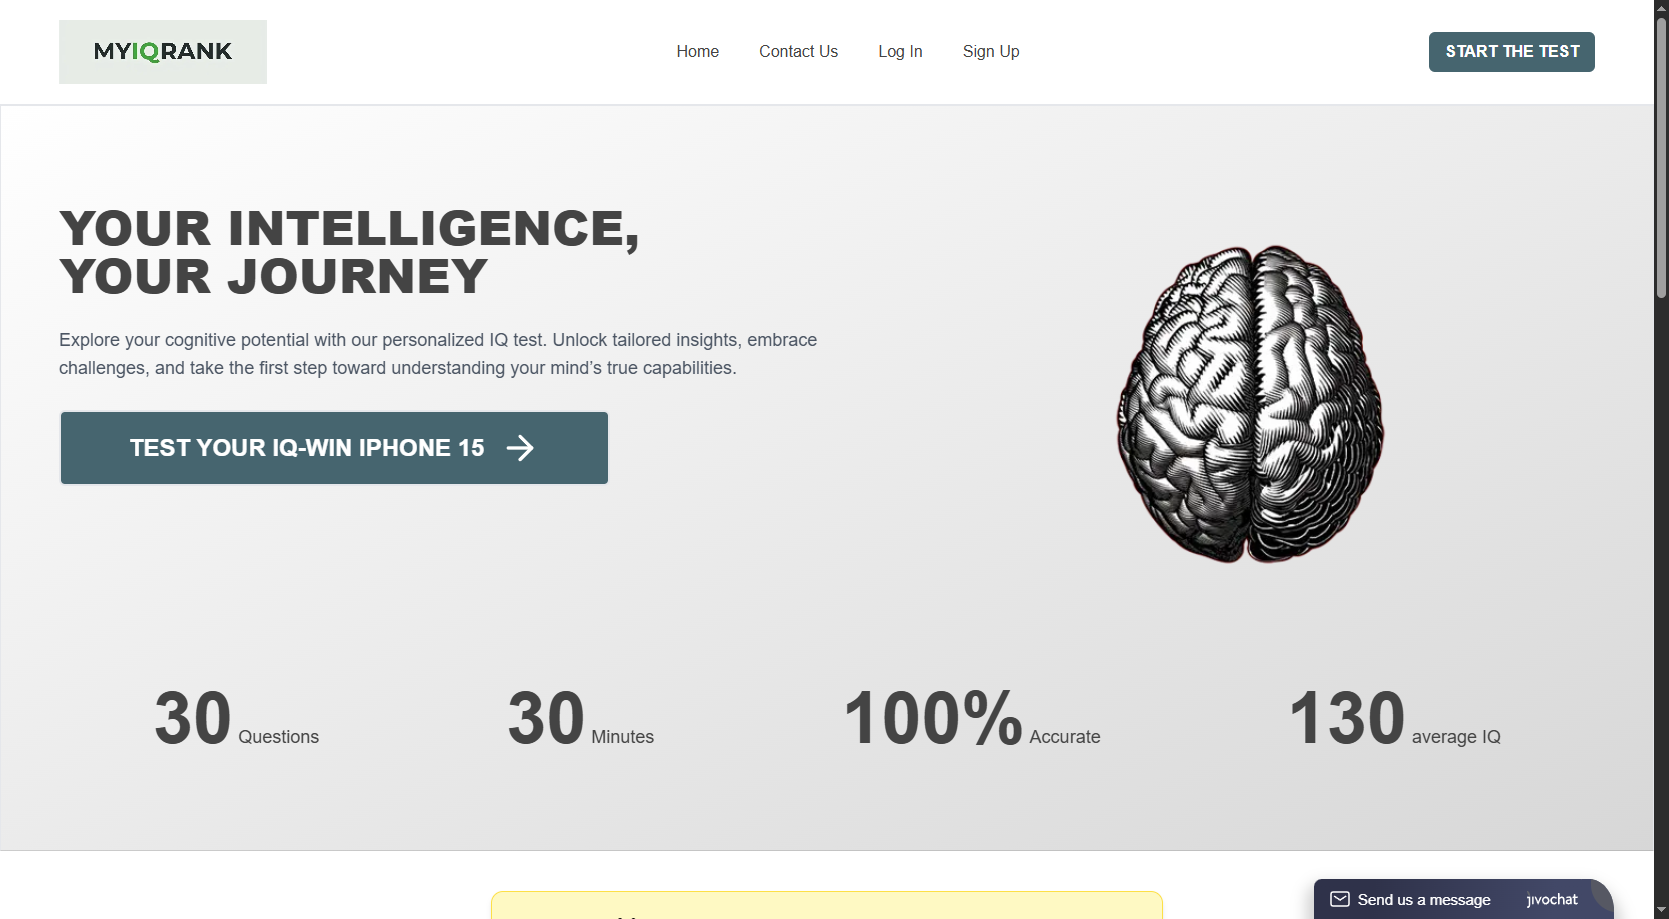 MYIQRANK
Home
Contact Us
Log In
Sign Up
START THE TEST
YOUR INTELLIGENCE,
YOUR JOURNEY
Explore your cognitive potential with our personalized IQ test. Unlock tailored insights, embrace
challenges, and take the first step toward understanding your mind’s true capabilities.
TEST YOUR IQ-WIN IPHONE 15
30 Questions
30 Minutes
100% Accurate
130 average IQ
Send us a message
jivochat